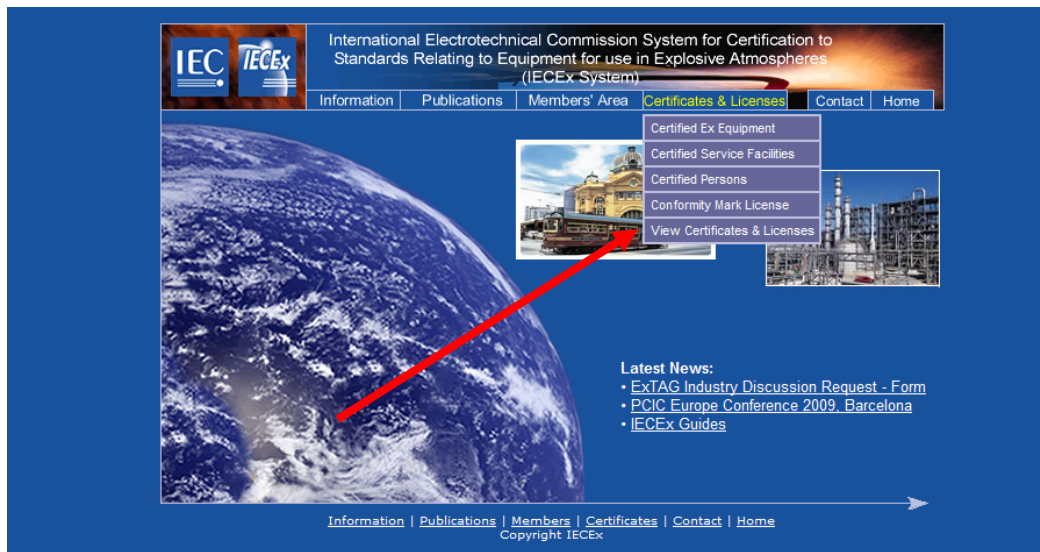 IEC
IECEx
International Electrotechnical Commission System for Certification to
Standards Relating to Equipment for use in Explosive Atmospheres
(IECEx System)
Information Publications Members' Area Certificates & Licenses Contact Home
Certified Ex Equipment
Certified Service Facilities
Certified Persons
Conformity Mark License
View Certificates & Licenses
Latest News:
• ExTAG Industry Discussion Request - Form
• PCIC Europe Conference 2009, Barcelona
• IECEx Guides
Information | Publications | Members | Certificates | Contact | Home
Copyright IECEx